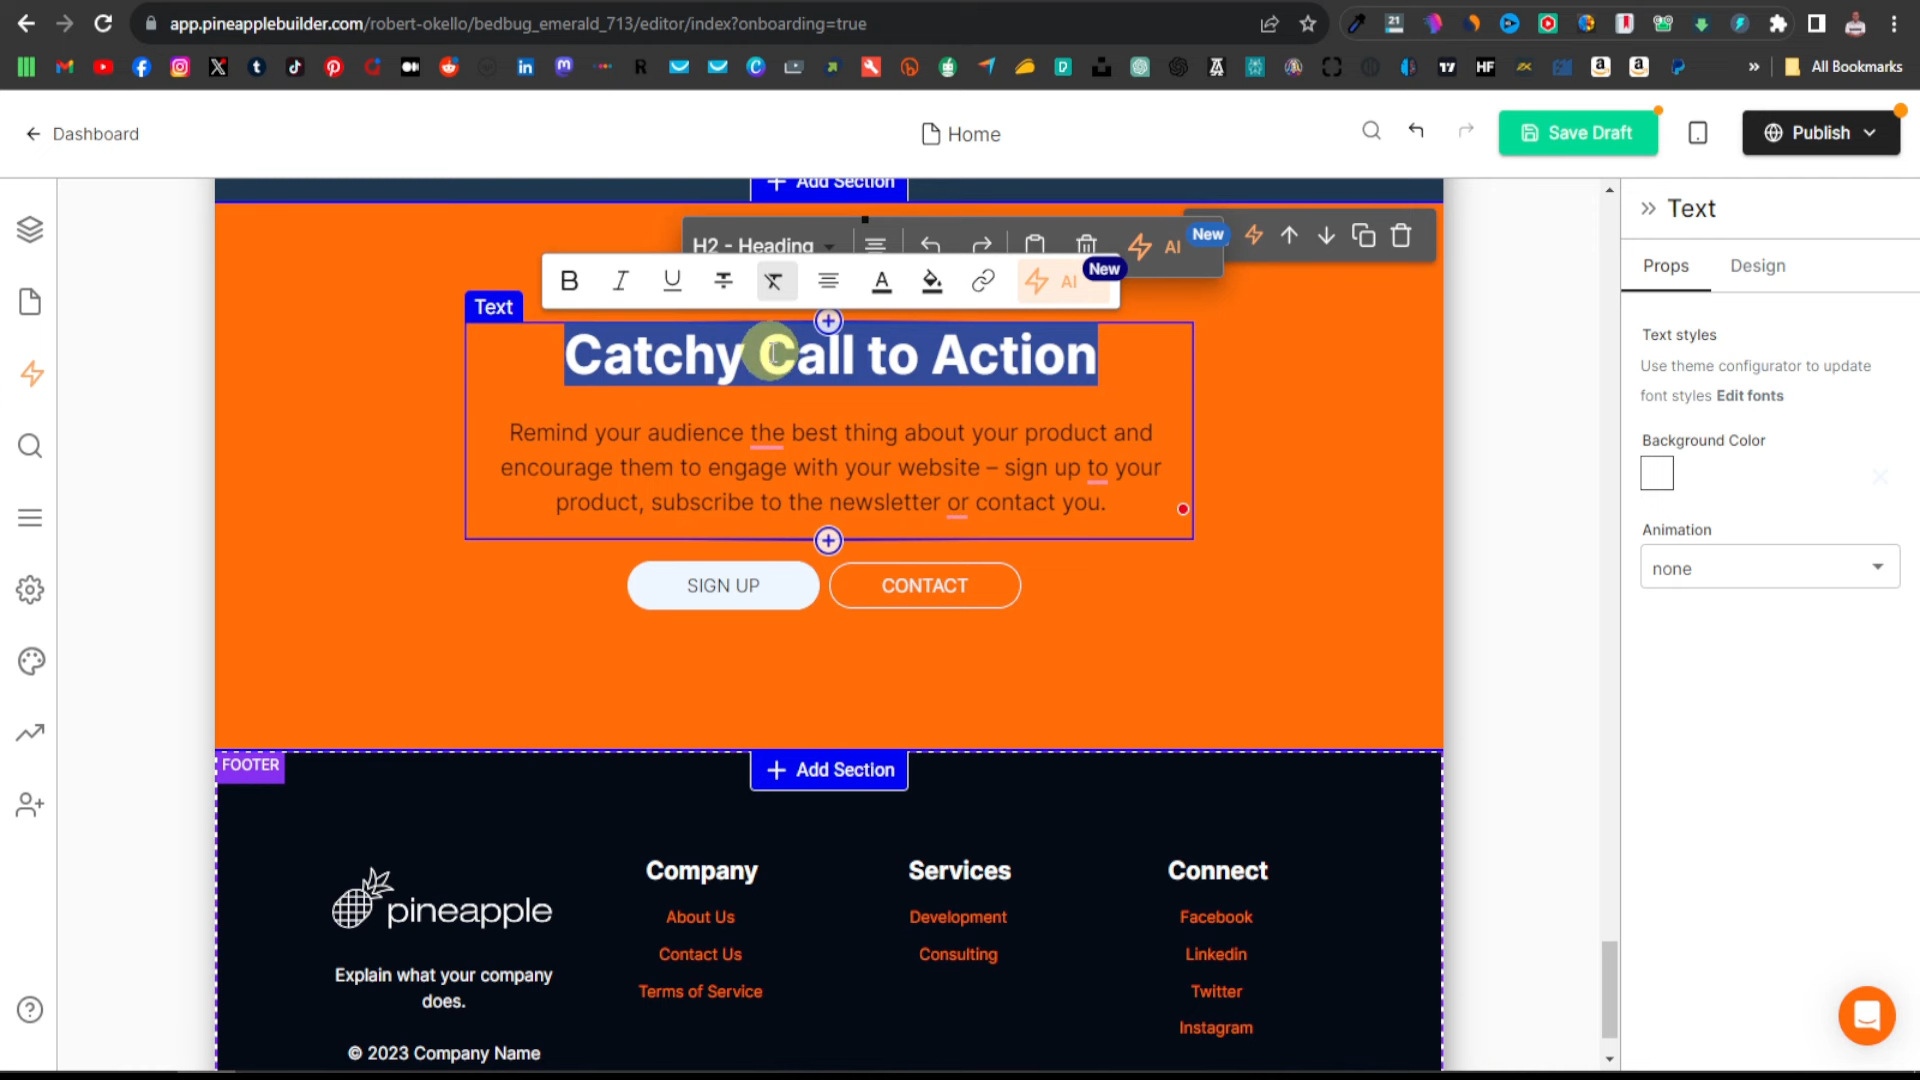 app.pineapplebuilder.com/robert-okello/bedbug_emerald_713/editor/index?onboarding=true
21
All Bookmarks
Dashboard
Home
Save Draft
Publish
Add Section
Text
H2 - Heading
AI
New
Props
Design
B
I
U
A
AI
New
Text
Catchy Call to Action
Text styles
Use theme configurator to update
font styles Edit fonts
Remind your audience the best thing about your product and
encourage them to engage with your website – sign up to your
product, subscribe to the newsletter or contact you.
Background Color
Animation
none
SIGN UP
CONTACT
FOOTER
Add Section
pineapple
Explain what your company
does.
© 2023 Company Name
Company
About Us
Contact Us
Terms of Service
Services
Development
Consulting
Connect
Facebook
Linkedin
Twitter
Instagram